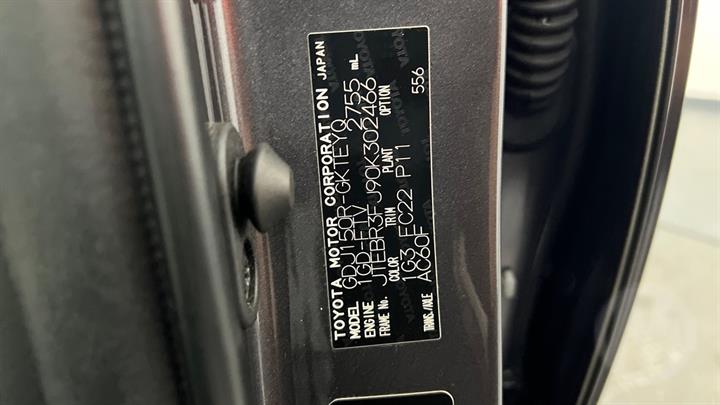 TOYOTA MOTOR CORPORATION JAPAN
MODEL GDJ150R-GKTEYQ
ENGINE 1GD-FTV 2755 mL
FRAME No. JTEBR3FJ90K302466
COLOR TRIM PLANT OPTION
1G3 FC22 P11
TRANS/AXLE AC60F 556